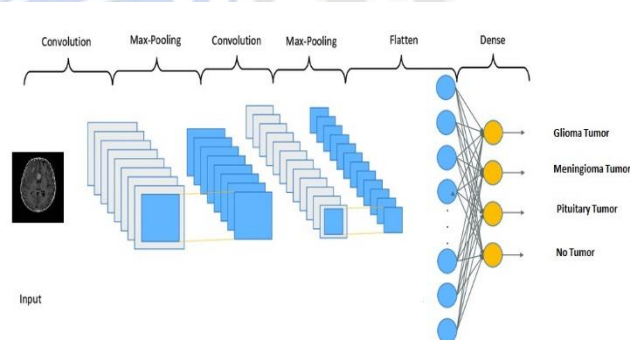 Convolution Max-Pooling Convolution Max-Pooling Flatten Dense
Glioma Tumor
Meningioma Tumor
Pituitary Tumor
No Tumor
Input